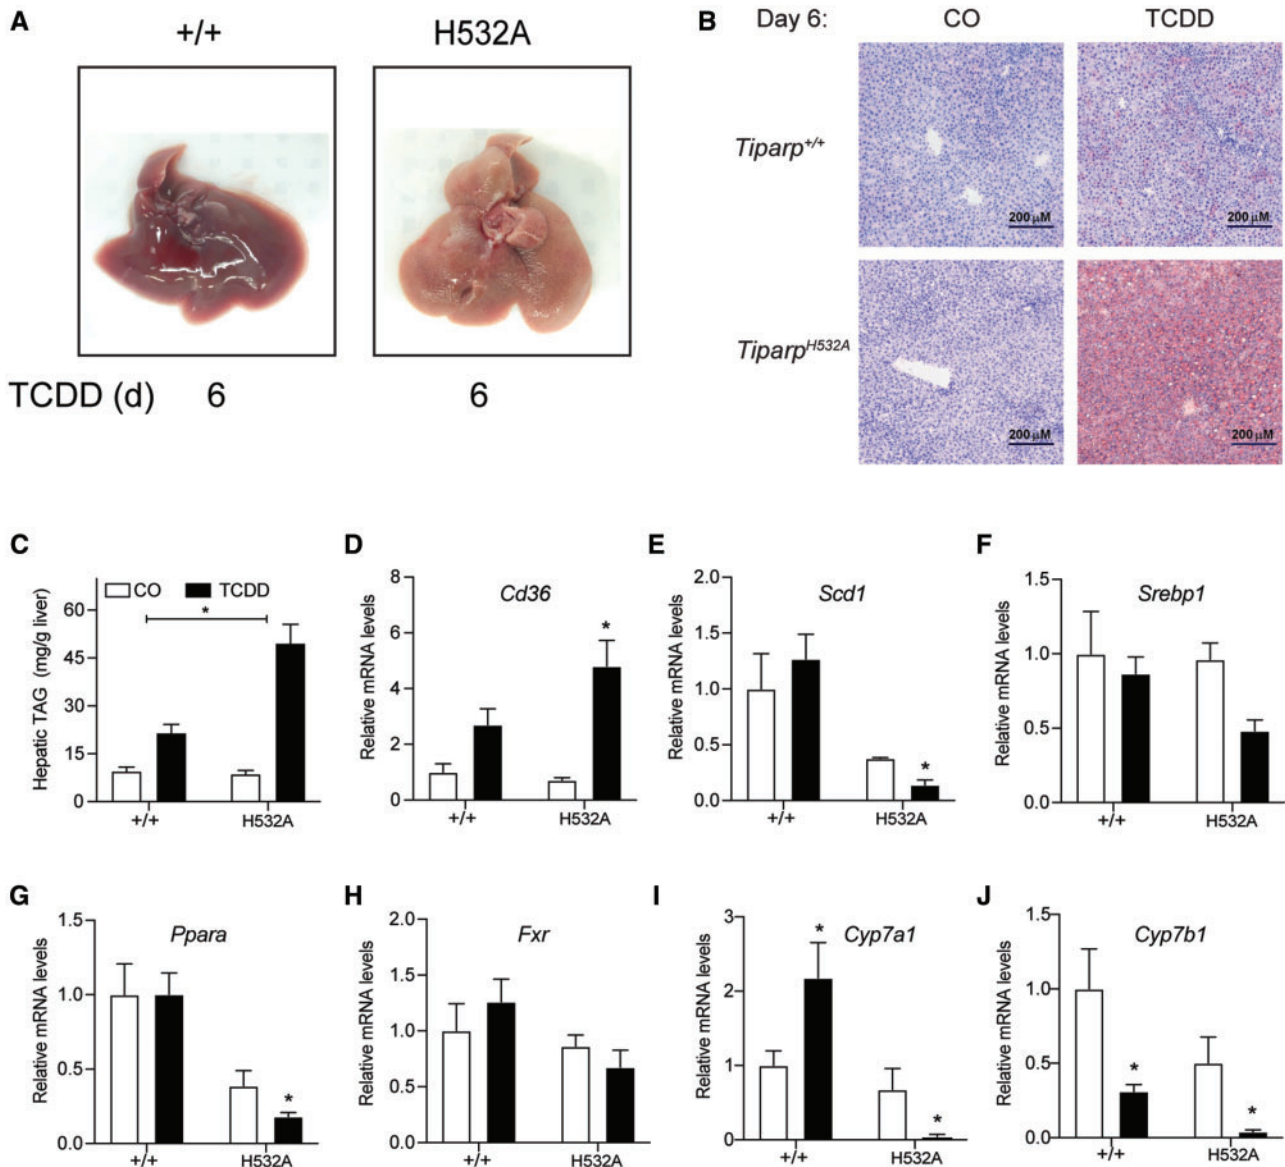 A
+/+
H532A
TCDD (d)
6
6
B
Day 6:
CO
TCDD
Tiparp+/+
200 μM
200 μM
TiparpH532A
200 μM
200 μM
C
Hepatic TAG (mg/g liver)
CO
TCDD
*
60
45
30
15
0
+/+
H532A
D
Relative mRNA levels
Cd36
8
6
4
2
0
*
+/+
H532A
E
Relative mRNA levels
Scd1
2.0
1.5
1.0
0.5
0.0
*
+/+
H532A
F
Relative mRNA levels
Srebp1
1.5
1.0
0.5
0.0
+/+
H532A
G
Relative mRNA levels
Ppara
1.5
1.0
0.5
0.0
*
+/+
H532A
H
Relative mRNA levels
Fxr
2.0
1.5
1.0
0.5
0.0
+/+
H532A
I
Relative mRNA levels
Cyp7a1
3
2
1
0
*
*
+/+
H532A
J
Relative mRNA levels
Cyp7b1
1.5
1.0
0.5
0.0
*
*
+/+
H532A